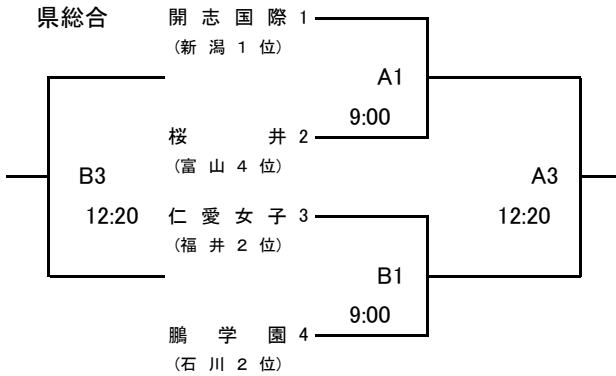 県総合
開志国際 1
(新潟1位)
A1
9:00
桜井 2
(富山4位)
B3
12:20
A3
12:20
仁愛女子 3
(福井2位)
B1
9:00
鵬学園 4
(石川2位)